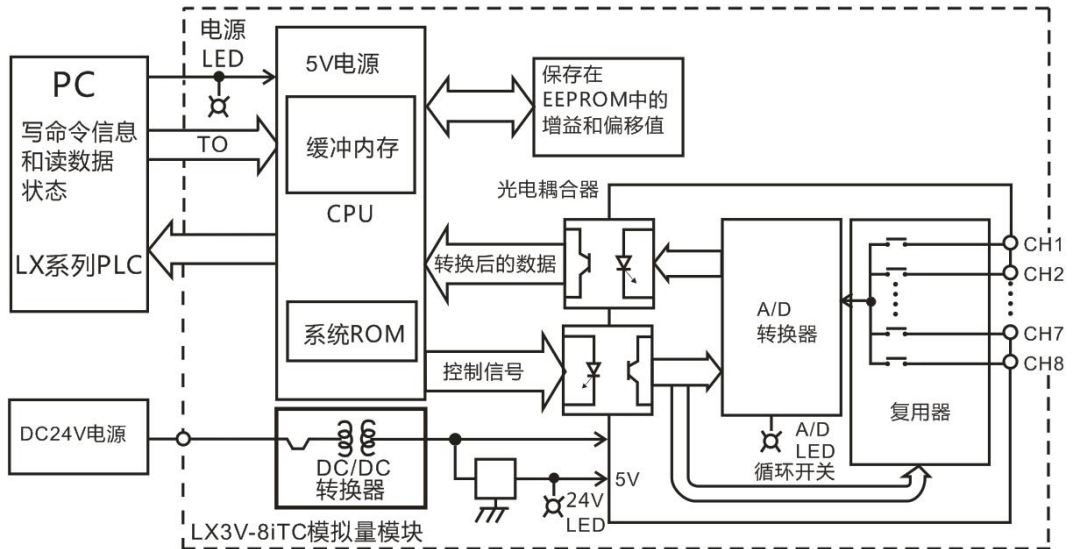 PC
写命令信息
和读数据
状态
LX系列PLC
电源
LED
TO
5V电源
缓冲内存
CPU
系统ROM
保存在
EEPROM中的
增益和偏移值
光电耦合器
转换后的数据
控制信号
A/D
转换器
CH1
CH2
CH7
CH8
复用器
A/D
LED
循环开关
DC24V电源
DC/DC
转换器
5V
24V
LED
LX3V-8iTC模拟量模块